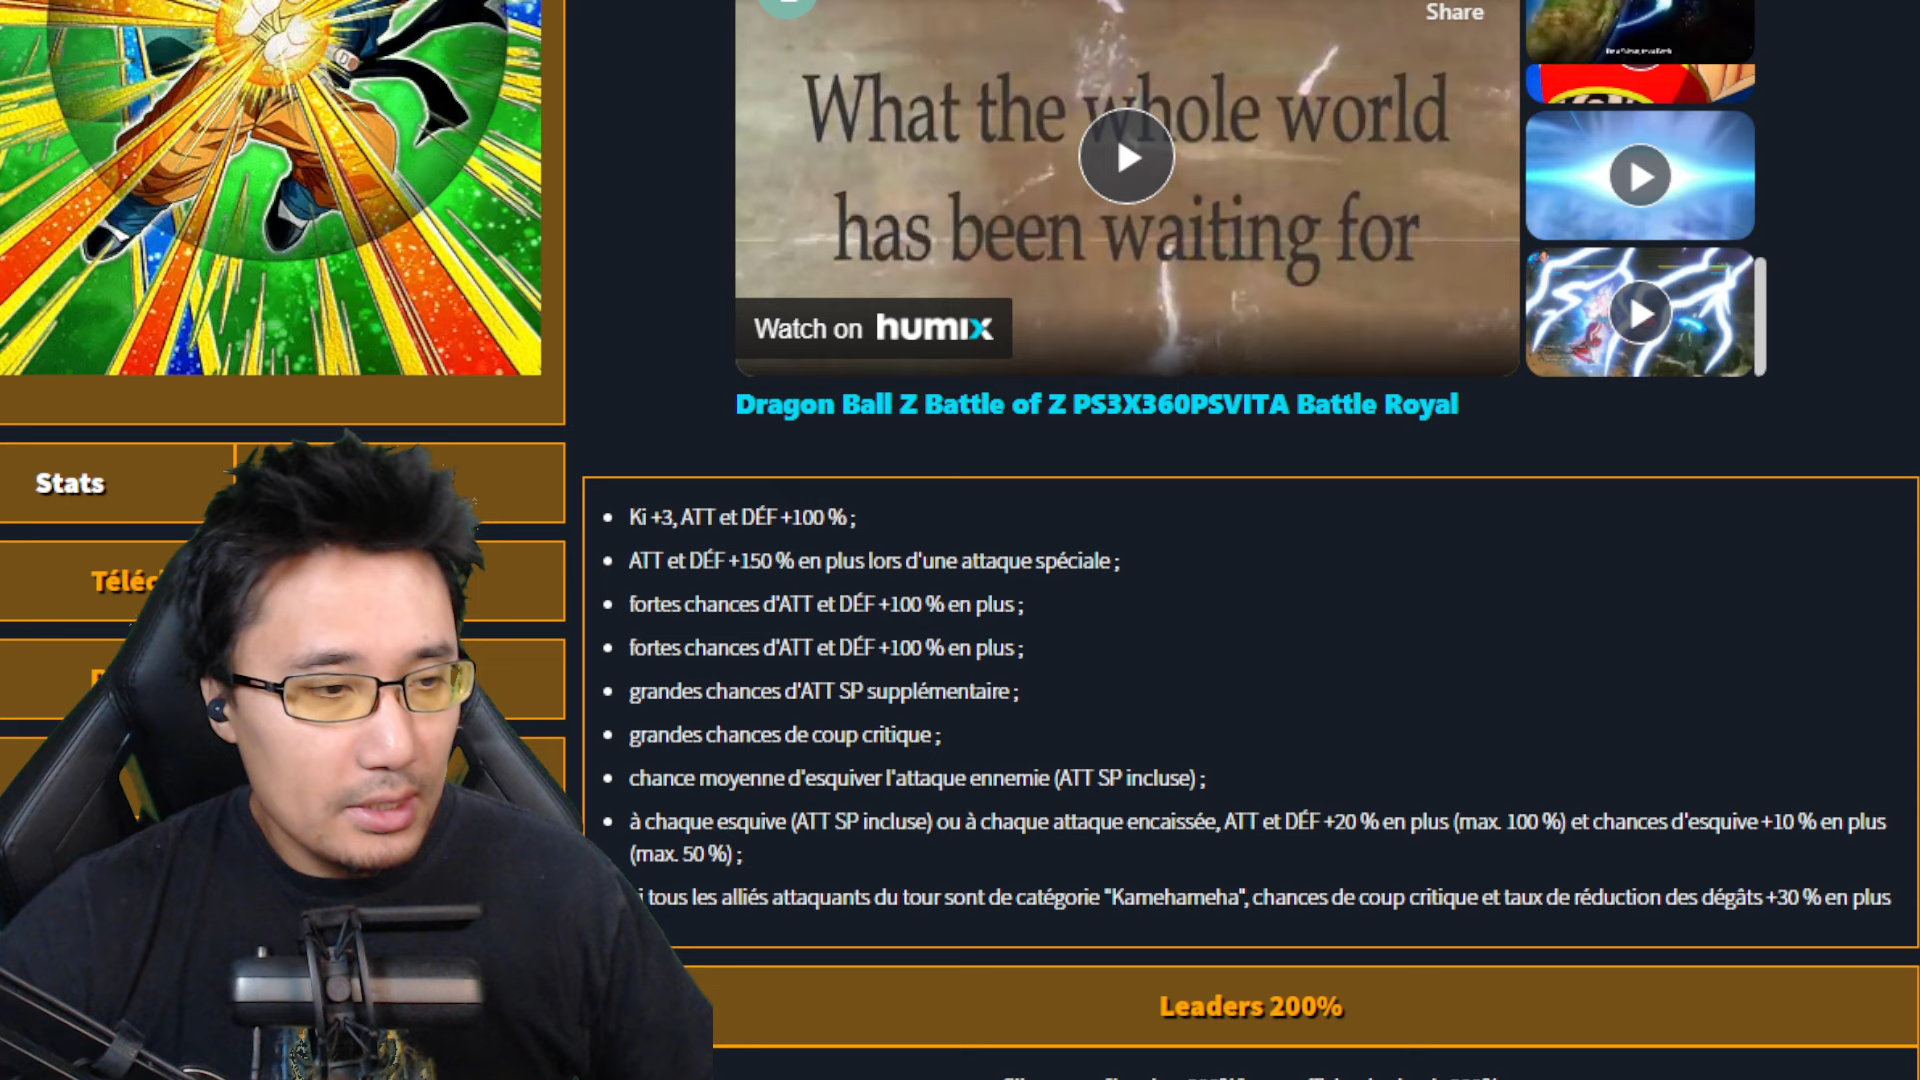 Share
What the whole world
has been waiting for
Watch on humix
Dragon Ball Z Battle of Z PS3X360PSVITA Battle Royal
Stats
Ki +3, ATT et DÉF +100 % ;
ATT et DÉF +150 % en plus lors d'une attaque spéciale ;
fortes chances d'ATT et DÉF +100 % en plus ;
fortes chances d'ATT et DÉF +100 % en plus ;
grandes chances d'ATT SP supplémentaire ;
grandes chances de coup critique ;
chance moyenne d'esquiver l'attaque ennemie (ATT SP incluse) ;
à chaque esquive (ATT SP incluse) ou à chaque attaque encaissée, ATT et DÉF +20 % en plus (max. 100 %) et chances d'esquive +10 % en plus
(max. 50 %) ;
i tous les alliés attaquants du tour sont de catégorie "Kamehameha", chances de coup critique et taux de réduction des dégâts +30 % en plus
Leaders 200%